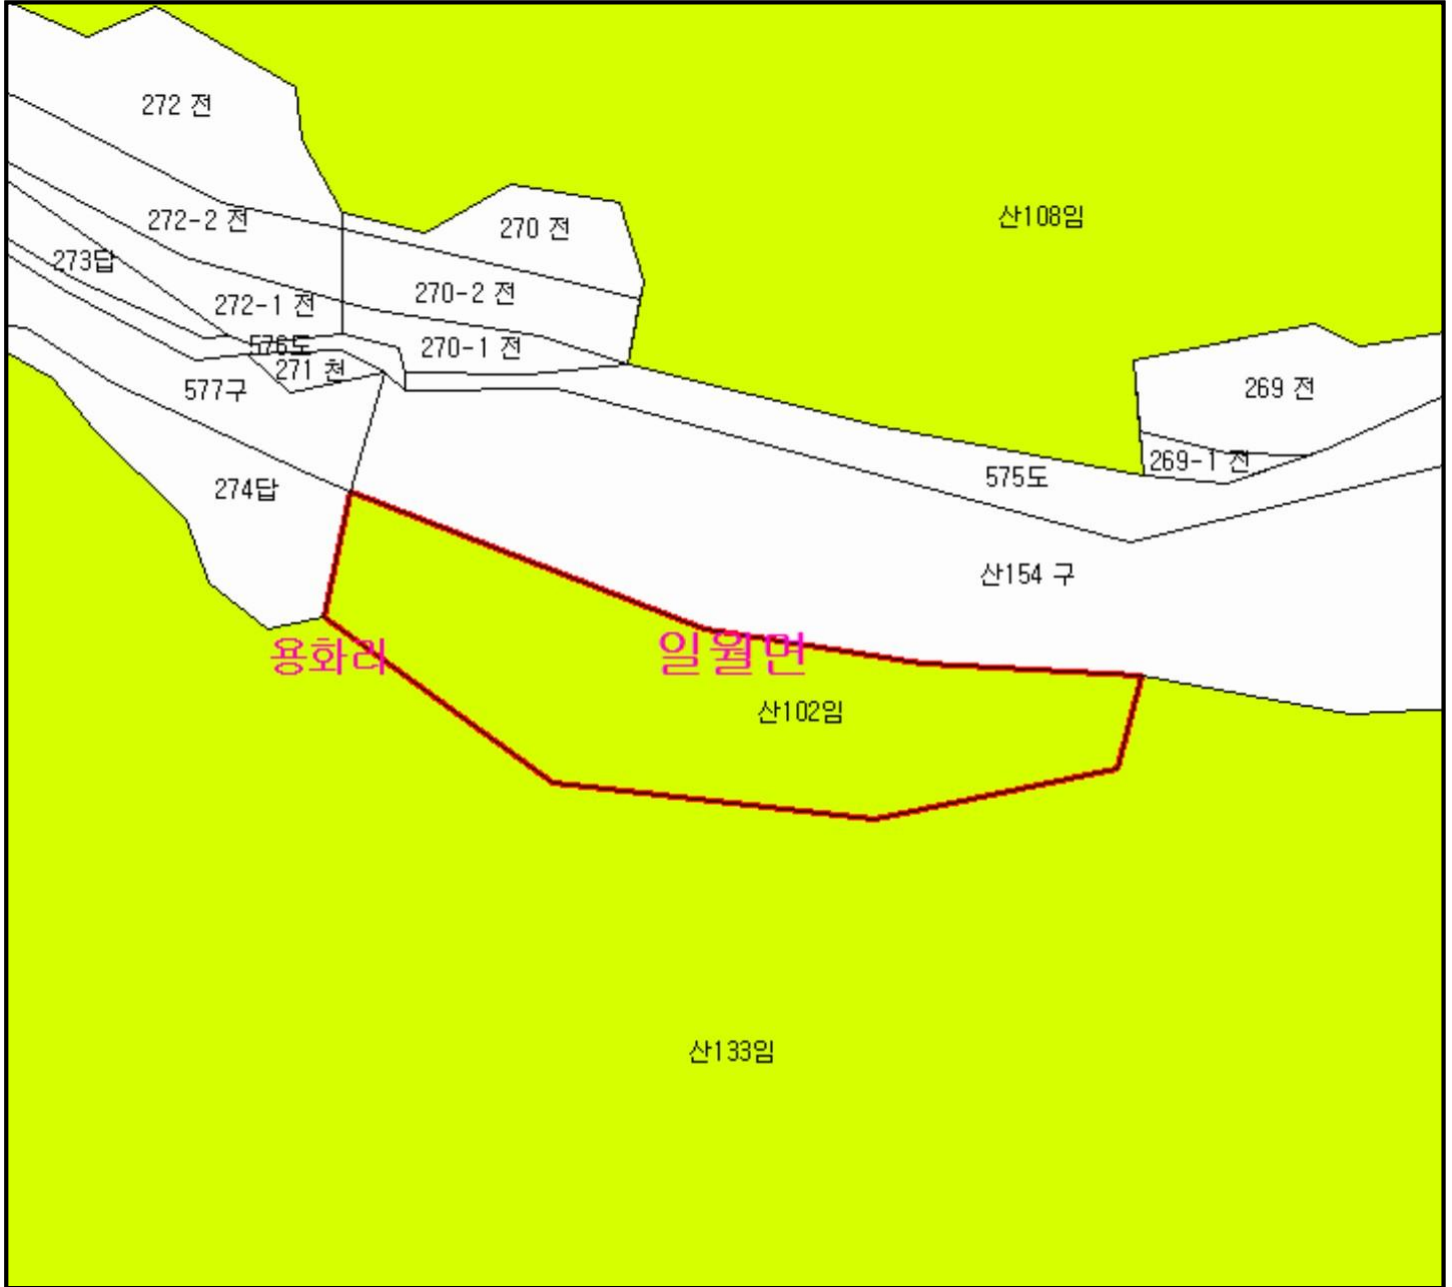 272 전
산108임
272-2 전
270 전
273답
270-2 전
272-1 전
576도
270-1 전
271 천
577구
269 전
269-1 전
575도
274답
산154 구
용화리
일월면
산102임
산133임